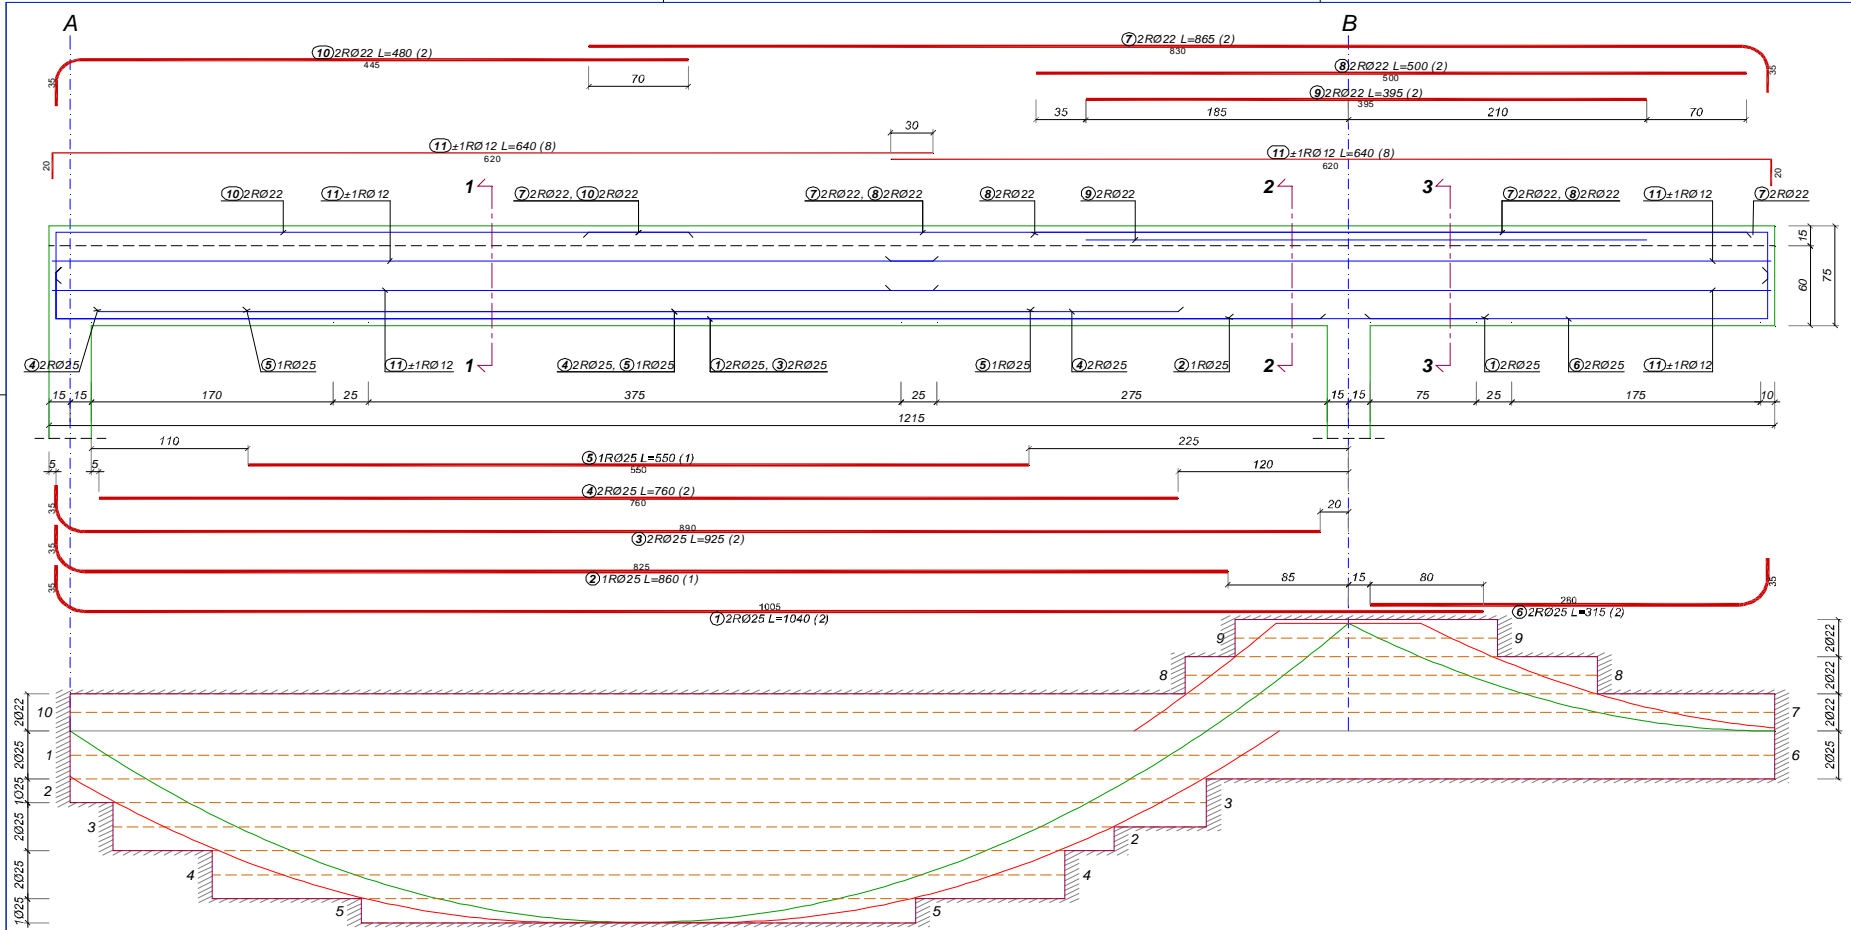 A B
⑩2RØ22 L=480 (2)
445
⑦2RØ22 L=865 (2)
830
⑧2RØ22 L=500 (2)
500
⑨2RØ22 L=395 (2)
395
35 35
70
35 185 210 70
30
⑪±1RØ12 L=640 (8)
620
⑪±1RØ12 L=640 (8)
620
20 20
1 2 3
⑩2RØ22 ⑪±1RØ12 ⑦2RØ22, ⑩2RØ22 ⑦2RØ22, ⑧2RØ22 ⑧2RØ22 ⑨2RØ22 ⑦2RØ22, ⑧2RØ22 ⑪±1RØ12 ⑦2RØ22
15 60 75
④2RØ25 ⑤1RØ25 ⑪±1RØ12 1 ④2RØ25, ⑤1RØ25 ①2RØ25, ③2RØ25 ⑤1RØ25 ④2RØ25 ②1RØ25 2 3 ①2RØ25 ⑥2RØ25 ⑪±1RØ12
15 15 170 25 375 25 275 15 15 75 25 175 10
1215
110 225
⑤1RØ25 L=550 (1)
550
5 5 120
④2RØ25 L=760 (2)
760
35 20
890
③2RØ25 L=925 (2)
35
825
②1RØ25 L=860 (1)
85 15 80
35 35
1005
①2RØ25 L=1040 (2)
280
⑥2RØ25 L=315 (2)
9 9 2Ø22
8 8 2Ø22
2Ø22 10 7 2Ø22
2Ø25 1 6 2Ø25
1Ø25 2 3
2Ø25 3 2
2Ø25 4 4
1Ø25 5 5